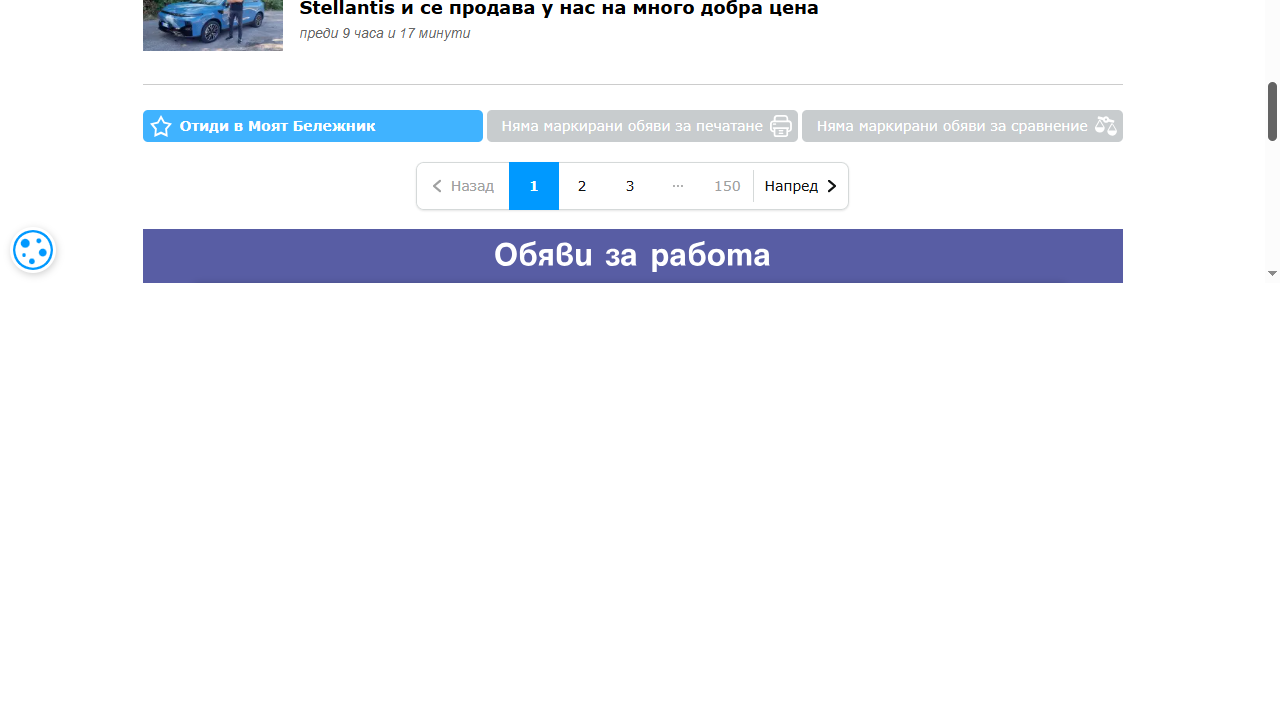 Stellantis и се продава у нас на много добра цена
преди 9 часа и 17 минути
Отиди в Моят Бележник
Няма маркирани обяви за печатане
Няма маркирани обяви за сравнение
Назад 1 2 3 ... 150 Напред
Обяви за работа